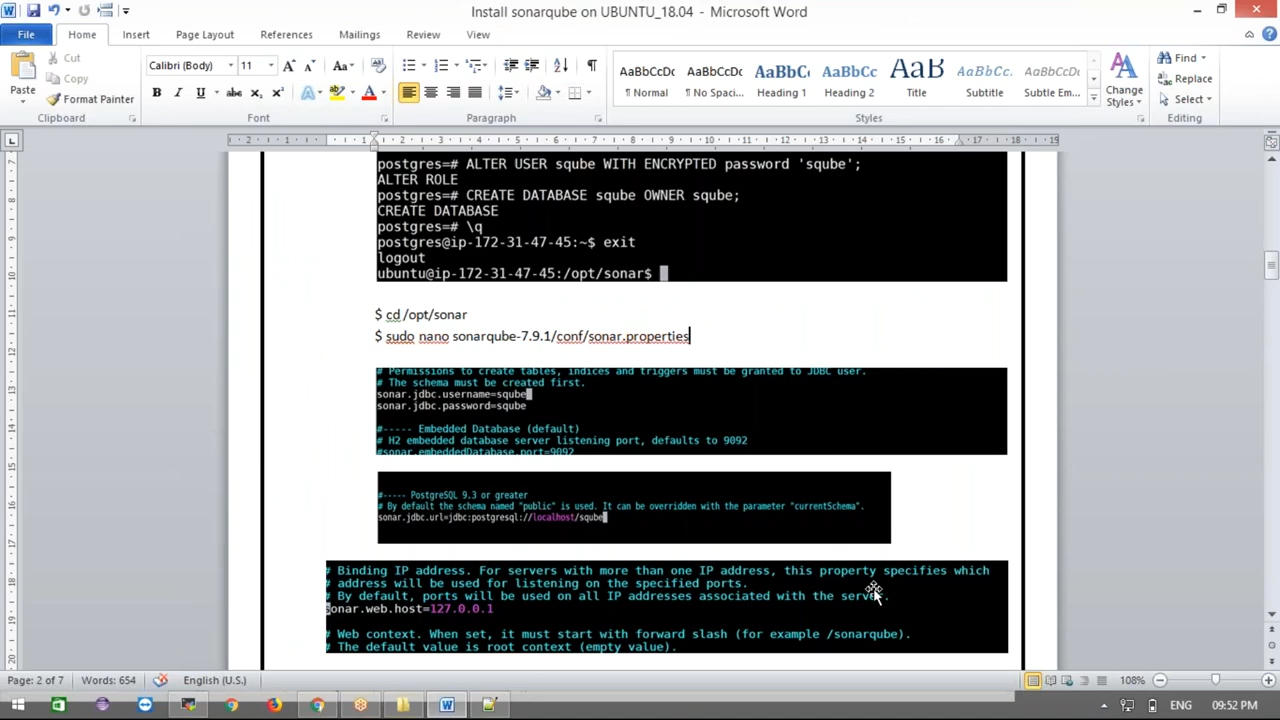 Install sonarqube on UBUNTU_18.04 - Microsoft Word
File Home Insert Page Layout References Mailings Review View
Paste
Cut
Copy
Format Painter
Clipboard
Calibri (Body) 11
Font
Paragraph
AaBbCcDc AaBbCcDc AaBbC AaBbCc AaB AaBbCc. AaBbCcDc
¶ Normal ¶ No Spaci... Heading 1 Heading 2 Title Subtitle Subtle Em...
Styles
Change Styles
Find
Replace
Select
Editing
postgres=# ALTER USER sqube WITH ENCRYPTED password 'sqube';
ALTER ROLE
postgres=# CREATE DATABASE sqube OWNER sqube;
CREATE DATABASE
postgres=# \q
postgres@ip-172-31-47-45:~$ exit
logout
ubuntu@ip-172-31-47-45:/opt/sonar$
$ cd /opt/sonar
$ sudo nano sonarqube-7.9.1/conf/sonar.properties
# Permissions to create tables, indices and triggers must be granted to JDBC user.
# The schema must be created first.
sonar.jdbc.username=sqube
sonar.jdbc.password=sqube
#----- Embedded Database (default)
# H2 embedded database server listening port, defaults to 9092
#sonar.embeddedDatabase.port=9092
#----- PostgreSQL 9.3 or greater
# By default the schema named "public" is used. It can be overridden with the parameter "currentSchema".
sonar.jdbc.url=jdbc:postgresql://localhost/sqube
# Binding IP address. For servers with more than one IP address, this property specifies which
# address will be used for listening on the specified ports.
# By default, ports will be used on all IP addresses associated with the server.
sonar.web.host=127.0.0.1
# Web context. When set, it must start with forward slash (for example /sonarqube).
# The default value is root context (empty value).
Page: 2 of 7 Words: 654 English (U.S.) 108%
ENG 09:52 PM